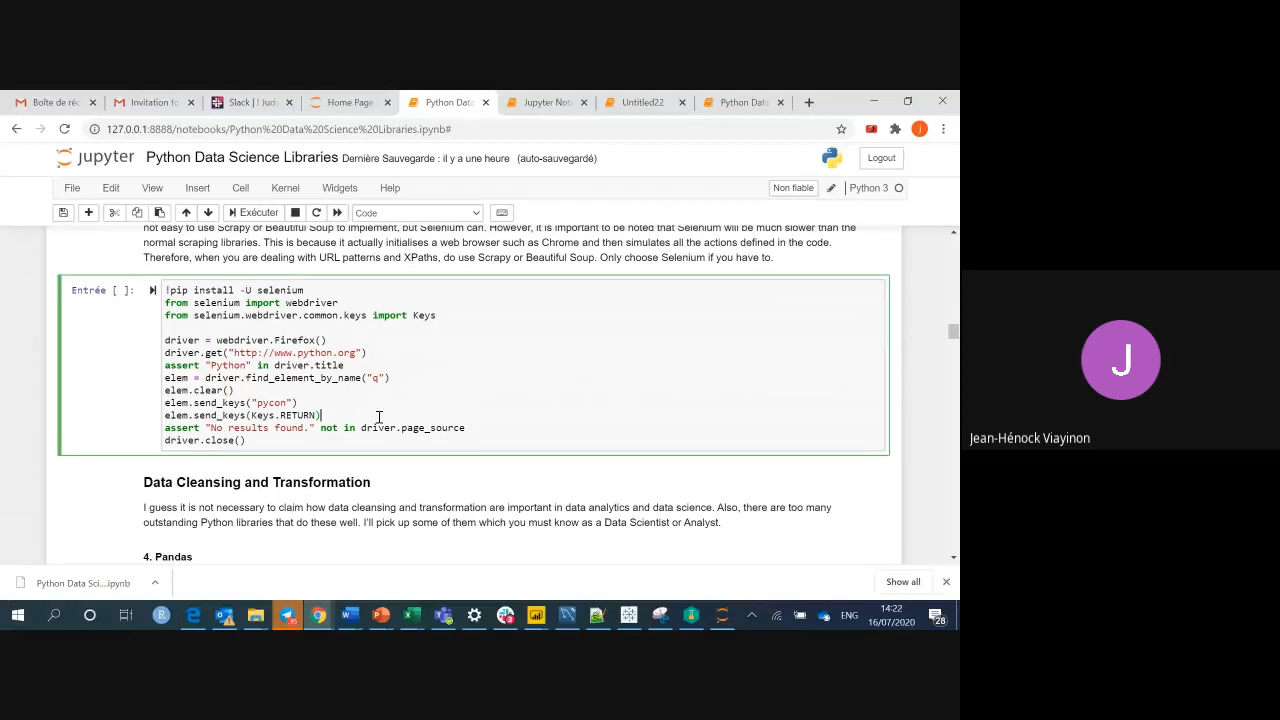 Boîte de réc
Invitation to
Slack | ! Jud
Home Page
Python Data
Jupyter Note
Untitled22
Python Data
127.0.0.1:8888/notebooks/Python%20Data%20Science%20Libraries.ipynb#
j
jupyter Python Data Science Libraries Dernière Sauvegarde : il y a une heure (auto-sauvegardé)
Logout
File Edit View Insert Cell Kernel Widgets Help
Non fiable
Python 3
Exécuter
Code
not easy to use Scrapy or Beautiful Soup to implement, but Selenium can. However, it is important to be noted that Selenium will be much slower than the
normal scraping libraries. This is because it actually initialises a web browser such as Chrome and then simulates all the actions defined in the code.
Therefore, when you are dealing with URL patterns and XPaths, do use Scrapy or Beautiful Soup. Only choose Selenium if you have to.
Entrée [ ]:
!pip install -U selenium
from selenium import webdriver
from selenium.webdriver.common.keys import Keys
driver = webdriver.Firefox()
driver.get("http://www.python.org")
assert "Python" in driver.title
elem = driver.find_element_by_name("q")
elem.clear()
elem.send_keys("pycon")
elem.send_keys(Keys.RETURN)
assert "No results found." not in driver.page_source
driver.close()
Data Cleansing and Transformation
I guess it is not necessary to claim how data cleansing and transformation are important in data analytics and data science. Also, there are too many
outstanding Python libraries that do these well. I'll pick up some of them which you must know as a Data Scientist or Analyst.
4. Pandas
Python Data Sci....ipynb
Show all
ENG
14:22
16/07/2020
28
J
Jean-Hénock Viayinon